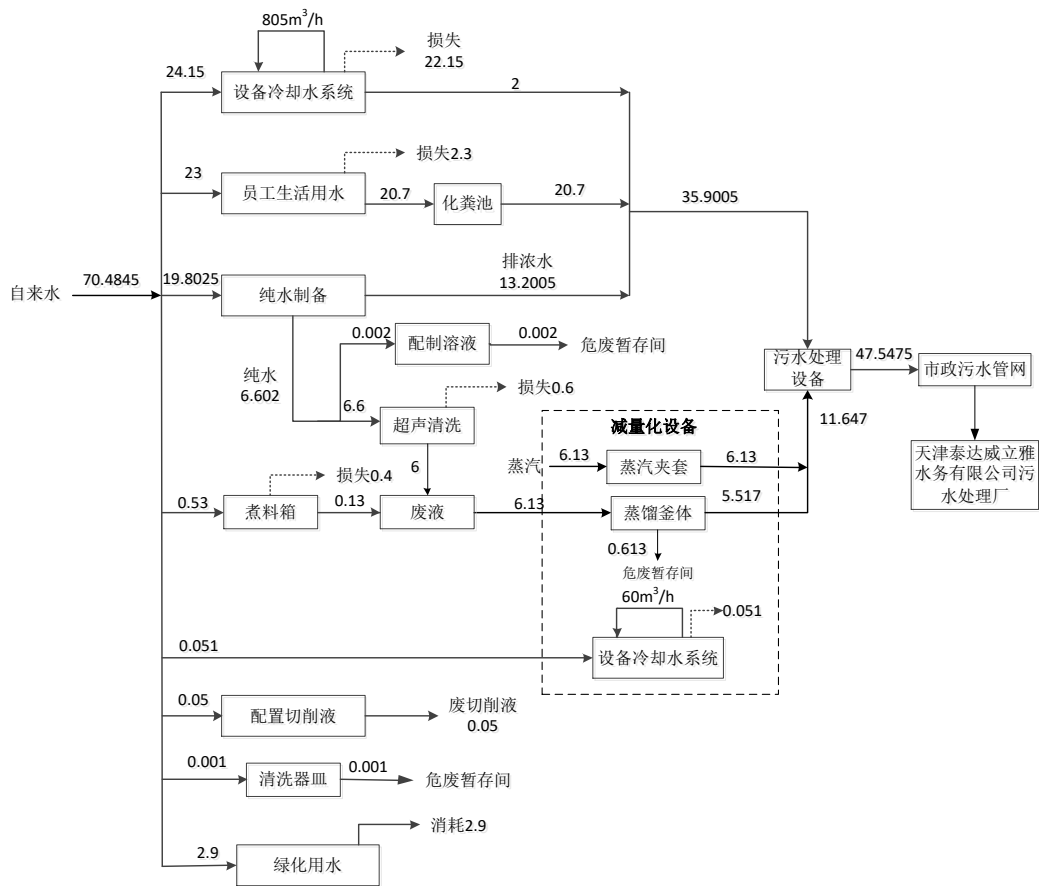 805m³/h
损失
22.15
24.15
设备冷却水系统
2
损失2.3
23
员工生活用水
20.7
化粪池
20.7
35.9005
自来水
70.4845
19.8025
纯水制备
排浓水
13.2005
0.002
配制溶液
0.002
危废暂存间
纯水
6.602
6.6
超声清洗
损失0.6
污水处理
设备
47.5475
市政污水管网
11.647
减量化设备
蒸汽
6.13
蒸汽夹套
6.13
天津泰达威立雅
水务有限公司污
水处理厂
6
损失0.4
0.53
煮料箱
0.13
废液
6.13
蒸馏釜体
5.517
0.613
危废暂存间
60m³/h
0.051
0.051
设备冷却水系统
0.05
配置切削液
废切削液
0.05
0.001
清洗器皿
0.001
危废暂存间
消耗2.9
2.9
绿化用水